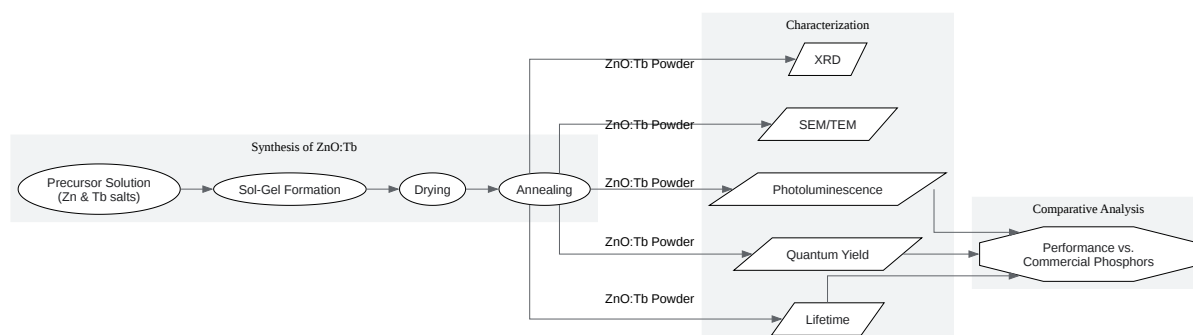 Characterization
ZnO:Tb Powder
XRD
ZnO:Tb Powder
SEM/TEM
Synthesis of ZnO:Tb
Precursor Solution
(Zn & Tb salts)
Sol-Gel Formation
Drying
Annealing
ZnO:Tb Powder
Photoluminescence
ZnO:Tb Powder
Quantum Yield
ZnO:Tb Powder
Lifetime
Comparative Analysis
Performance vs.
Commercial Phosphors